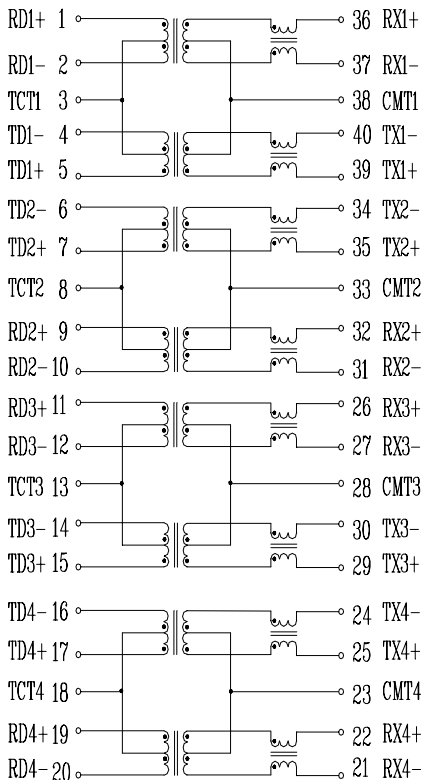 RD1+ 1 36 RX1+
RD1- 2 37 RX1-
TCT1 3 38 CMT1
TD1- 4 40 TX1-
TD1+ 5 39 TX1+
TD2- 6 34 TX2-
TD2+ 7 35 TX2+
TCT2 8 33 CMT2
RD2+ 9 32 RX2+
RD2- 10 31 RX2-
RD3+ 11 26 RX3+
RD3- 12 27 RX3-
TCT3 13 28 CMT3
TD3- 14 30 TX3-
TD3+ 15 29 TX3+
TD4- 16 24 TX4-
TD4+ 17 25 TX4+
TCT4 18 23 CMT4
RD4+ 19 22 RX4+
RD4- 20 21 RX4-